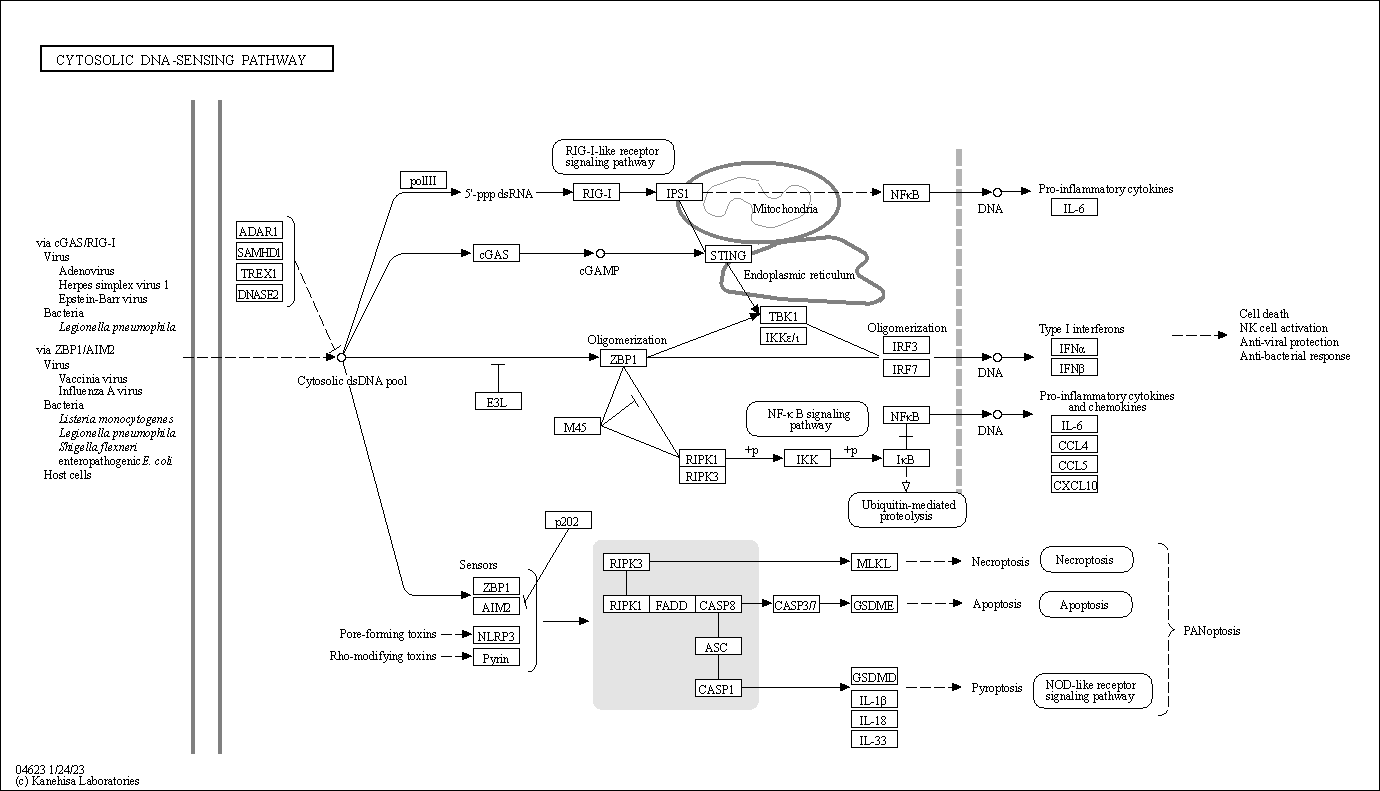 CYTOSOLIC DNA-SENSING PATHWAY
via cGAS/RIG-I
Virus
Adenovirus
Herpes simplex virus 1
Epstein-Barr virus
Bacteria
Legionella pneumophila
via ZBP1/AIM2
Virus
Vaccinia virus
Influenza A virus
Bacteria
Listeria monocytogenes
Legionella pneumophila
Shigella flexneri
enteropathogenic E. coli
Host cells
ADAR1
SAMHD1
TREX1
DNASE2
Cytosolic dsDNA pool
RIG-I-like receptor
signaling pathway
polIII
5'-ppp dsRNA
RIG-I
IPS1
Mitochondria
NFκB
DNA
Pro-inflammatory cytokines
IL-6
cGAS
cGAMP
STING
Endoplasmic reticulum
TBK1
IKKε/ι
Oligomerization
ZBP1
Oligomerization
IRF3
IRF7
DNA
Type I interferons
IFNα
IFNβ
Cell death
NK cell activation
Anti-viral protection
Anti-bacterial response
E3L
M45
NF-κ B signaling
pathway
NFκB
DNA
Pro-inflammatory cytokines
and chemokines
IL-6
CCL4
CCL5
CXCL10
RIPK1
RIPK3
+p
IKK
+p
IκB
Ubiquitin-mediated
proteolysis
p202
Sensors
ZBP1
AIM2
Pore-forming toxins
NLRP3
Rho-modifying toxins
Pyrin
RIPK3
MLKL
Necroptosis
Necroptosis
RIPK1
FADD
CASP8
CASP3/7
GSDME
Apoptosis
Apoptosis
PANoptosis
ASC
CASP1
GSDMD
IL-1β
IL-18
IL-33
Pyroptosis
NOD-like receptor
signaling pathway
04623 1/24/23
(c) Kanehisa Laboratories